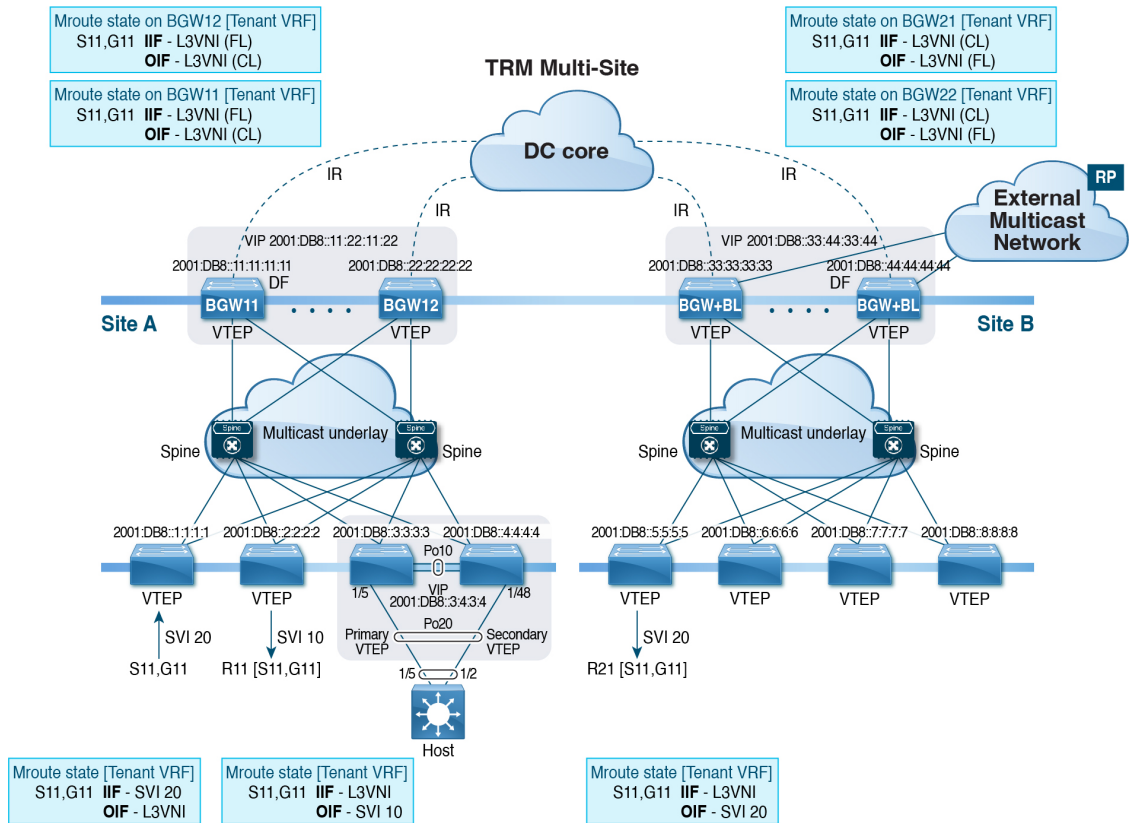 Mroute state on BGW12 [Tenant VRF]
S11,G11 IIF - L3VNI (FL)
OIF - L3VNI (CL)
Mroute state on BGW11 [Tenant VRF]
S11,G11 IIF - L3VNI (FL)
OIF - L3VNI (CL)
TRM Multi-Site
Mroute state on BGW21 [Tenant VRF]
S11,G11 IIF - L3VNI (CL)
OIF - L3VNI (FL)
Mroute state on BGW22 [Tenant VRF]
S11,G11 IIF - L3VNI (CL)
OIF - L3VNI (FL)
DC core
RP
External
Multicast
Network
IR
IR
IR
IR
VIP 2001:DB8::11:22:11:22
VIP 2001:DB8::33:44:33:44
2001:DB8::11:11:11:11
2001:DB8::22:22:22:22
2001:DB8::33:33:33:33
2001:DB8::44:44:44:44
DF
DF
BGW11
BGW12
BGW+BL
BGW+BL
Site A
Site B
VTEP
VTEP
VTEP
VTEP
Spine
Spine
Spine
Spine
Multicast underlay
Multicast underlay
Spine
Spine
Spine
Spine
2001:DB8::1:1:1:1
2001:DB8::2:2:2:2
2001:DB8::3:3:3:3
2001:DB8::4:4:4:4
2001:DB8::5:5:5:5
2001:DB8::6:6:6:6
2001:DB8::7:7:7:7
2001:DB8::8:8:8:8
Po10
VTEP
VTEP
1/5
VIP
2001:DB8::3:4:3:4
1/48
VTEP
VTEP
VTEP
VTEP
SVI 20
SVI 10
Primary
VTEP
Po20
Secondary
VTEP
SVI 20
S11,G11
R11 [S11,G11]
1/5
1/2
R21 [S11,G11]
Host
Mroute state [Tenant VRF]
S11,G11 IIF - SVI 20
OIF - L3VNI
Mroute state [Tenant VRF]
S11,G11 IIF - L3VNI
OIF - SVI 10
Mroute state [Tenant VRF]
S11,G11 IIF - L3VNI
OIF - SVI 20